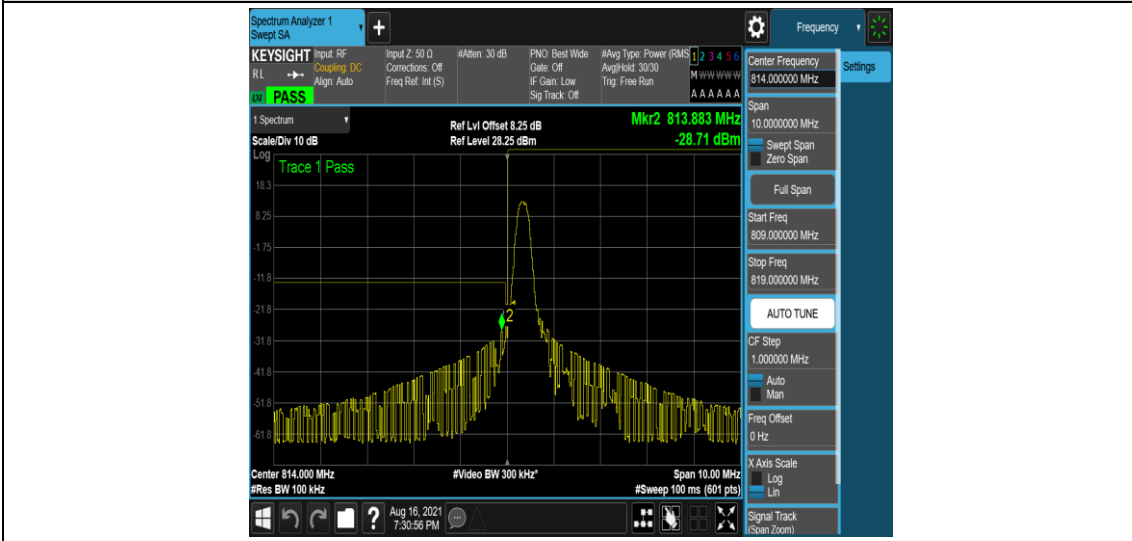 Spectrum Analyzer 1
Swept SA
+
Frequency
KEYSIGHT
RL
PASS
Input: RF
Coupling: DC
Align: Auto
Input Z: 50 Ω
Corrections: Off
Freq Ref: Int (S)
#Atten: 30 dB
PNO: Best Wide
Gate: Off
IF Gain: Low
Sig Track: Off
#Avg Type: Power (RMS
Avg|Hold: 30/30
Trig: Free Run
1 2 3 4 5 6
M W W W W W
A A A A A A
1 Spectrum
Scale/Div 10 dB
Ref Lvl Offset 8.25 dB
Ref Level 28.25 dBm
Mkr2 813.883 MHz
-28.71 dBm
Log
Trace 1 Pass
18.3
8.25
-1.75
-11.8
-21.8
-31.8
-41.8
-51.8
-61.8
2
Center 814.000 MHz
#Res BW 100 kHz
#Video BW 300 kHz*
Span 10.00 MHz
#Sweep 100 ms (601 pts)
?
Aug 16, 2021
7:30:56 PM
Center Frequency
814.000000 MHz
Settings
Span
10.0000000 MHz
Swept Span
Zero Span
Full Span
Start Freq
809.000000 MHz
Stop Freq
819.000000 MHz
AUTO TUNE
CF Step
1.000000 MHz
Auto
Man
Freq Offset
0 Hz
X Axis Scale
Log
Lin
Signal Track
(Span Zoom)